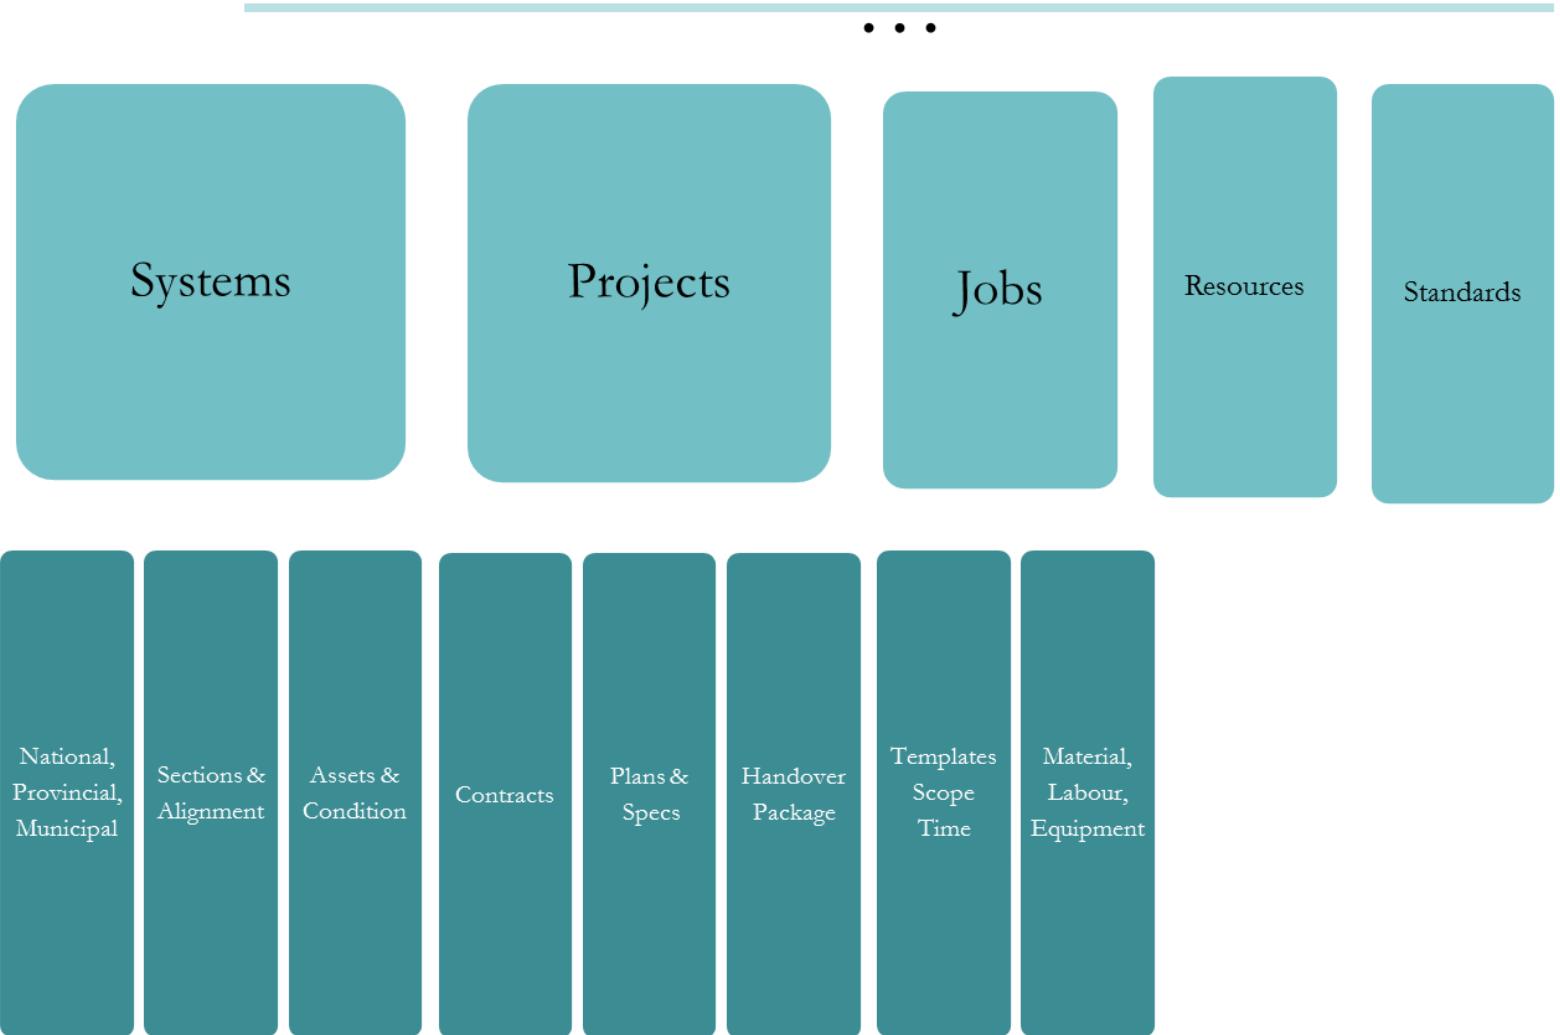 • • •
Systems
Projects
Jobs
Resources
Standards
National,
Provincial,
Municipal
Sections &
Alignment
Assets &
Condition
Contracts
Plans &
Specs
Handover
Package
Templates
Scope
Time
Material,
Labour,
Equipment